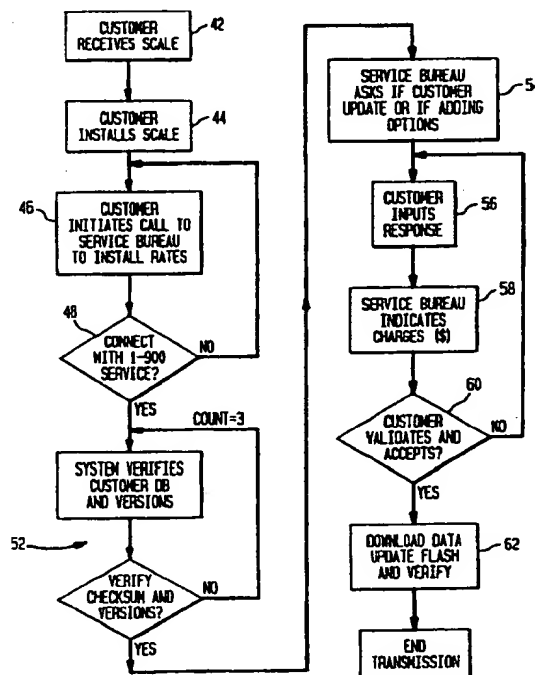 CUSTOMER
RECEIVES SCALE
42
CUSTOMER
INSTALLS SCALE
44
46
CUSTOMER
INITIATES CALL TO
SERVICE BUREAU
TO INSTALL RATES
48
CONNECT
WITH 1-900
SERVICE?
NO
YES
COUNT=3
SYSTEM VERIFIES
CUSTOMER DB
AND VERSIONS
52
VERIFY
CHECKSUM AND
VERSIONS?
NO
YES
SERVICE BUREAU
ASKS IF CUSTOMER
UPDATE OR IF ADDING
OPTIONS
CUSTOMER
INPUTS
RESPONSE
56
SERVICE BUREAU
INDICATES
CHARGES ($)
58
60
CUSTOMER
VALIDATES AND
ACCEPTS?
NO
YES
DOWNLOAD DATA
UPDATE FLASH
AND VERIFY
62
END
TRANSMISSION